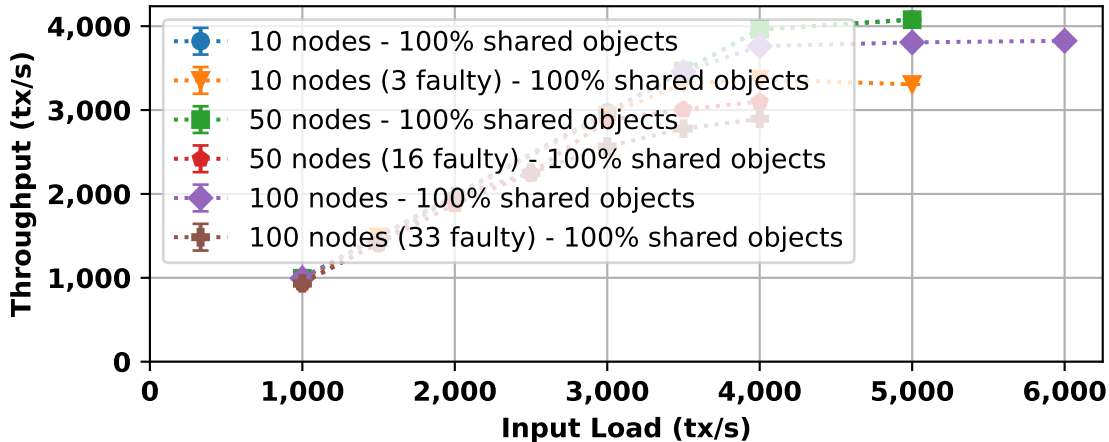 4,000
3,000
2,000
1,000
0
Throughput (tx/s)
10 nodes - 100% shared objects
10 nodes (3 faulty) - 100% shared objects
50 nodes - 100% shared objects
50 nodes (16 faulty) - 100% shared objects
100 nodes - 100% shared objects
100 nodes (33 faulty) - 100% shared objects
0 1,000 2,000 3,000 4,000 5,000 6,000
Input Load (tx/s)